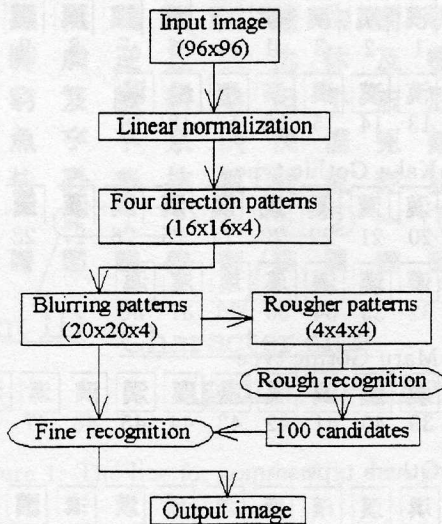 Input image
(96x96)
Linear normalization
Four direction patterns
(16x16x4)
Blurring patterns
(20x20x4)
Rougher patterns
(4x4x4)
Rough recognition
Fine recognition
100 candidates
Output image